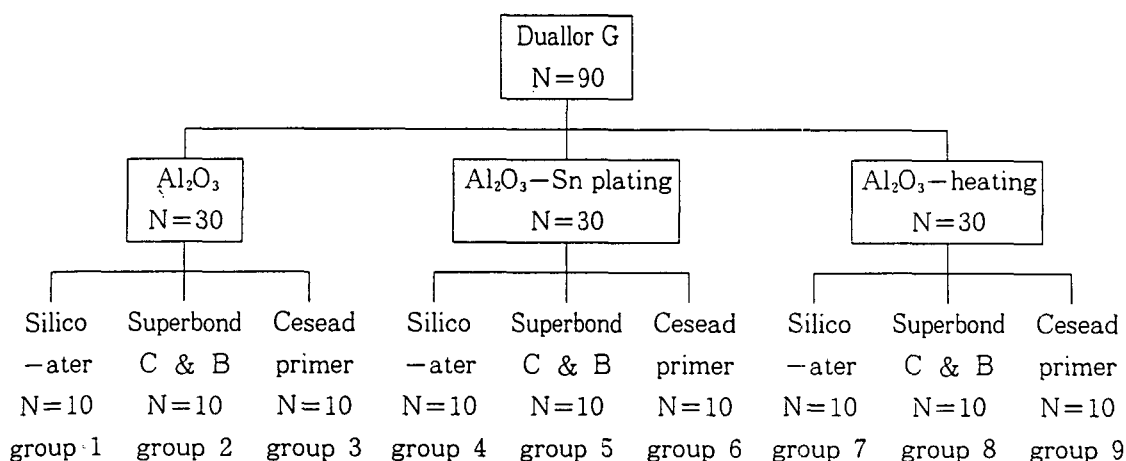 Duallor G
N=90
Al₂O₃
N=30
Al₂O₃-Sn plating
N=30
Al₂O₃-heating
N=30
Silico
-ater
N=10
group 1
Superbond
C & B
N=10
group 2
Cesead
primer
N=10
group 3
Silico
-ater
N=10
group 4
Superbond
C & B
N=10
group 5
Cesead
primer
N=10
group 6
Silico
-ater
N=10
group 7
Superbond
C & B
N=10
group 8
Cesead
primer
N=10
group 9